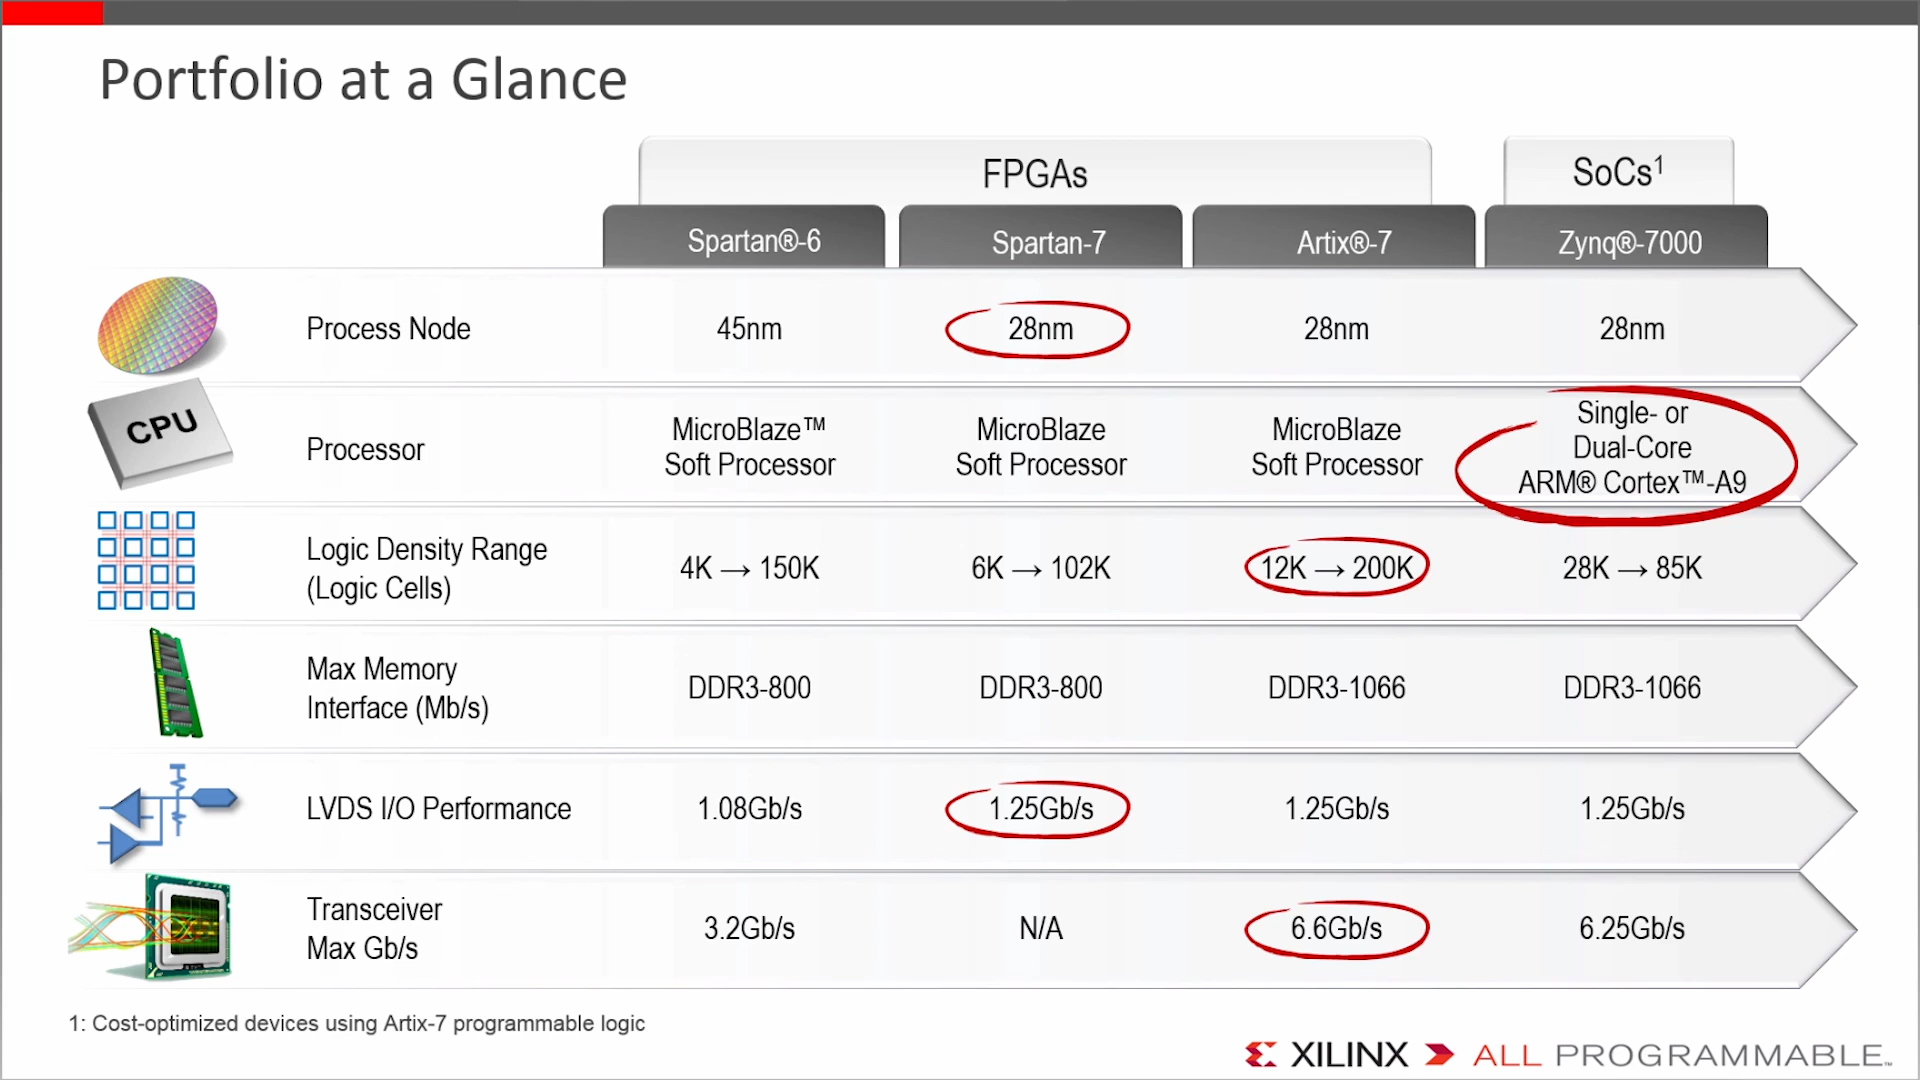 Portfolio at a Glance
FPGAs
SoCs¹
Spartan®-6
Spartan-7
Artix®-7
Zynq®-7000
Process Node
45nm
28nm
28nm
28nm
CPU
Processor
MicroBlaze™
Soft Processor
MicroBlaze
Soft Processor
MicroBlaze
Soft Processor
Single- or
Dual-Core
ARM® Cortex™-A9
Logic Density Range
(Logic Cells)
4K → 150K
6K → 102K
12K → 200K
28K → 85K
Max Memory
Interface (Mb/s)
DDR3-800
DDR3-800
DDR3-1066
DDR3-1066
LVDS I/O Performance
1.08Gb/s
1.25Gb/s
1.25Gb/s
1.25Gb/s
Transceiver
Max Gb/s
3.2Gb/s
N/A
6.6Gb/s
6.25Gb/s
1: Cost-optimized devices using Artix-7 programmable logic
XILINX ALL PROGRAMMABLE™